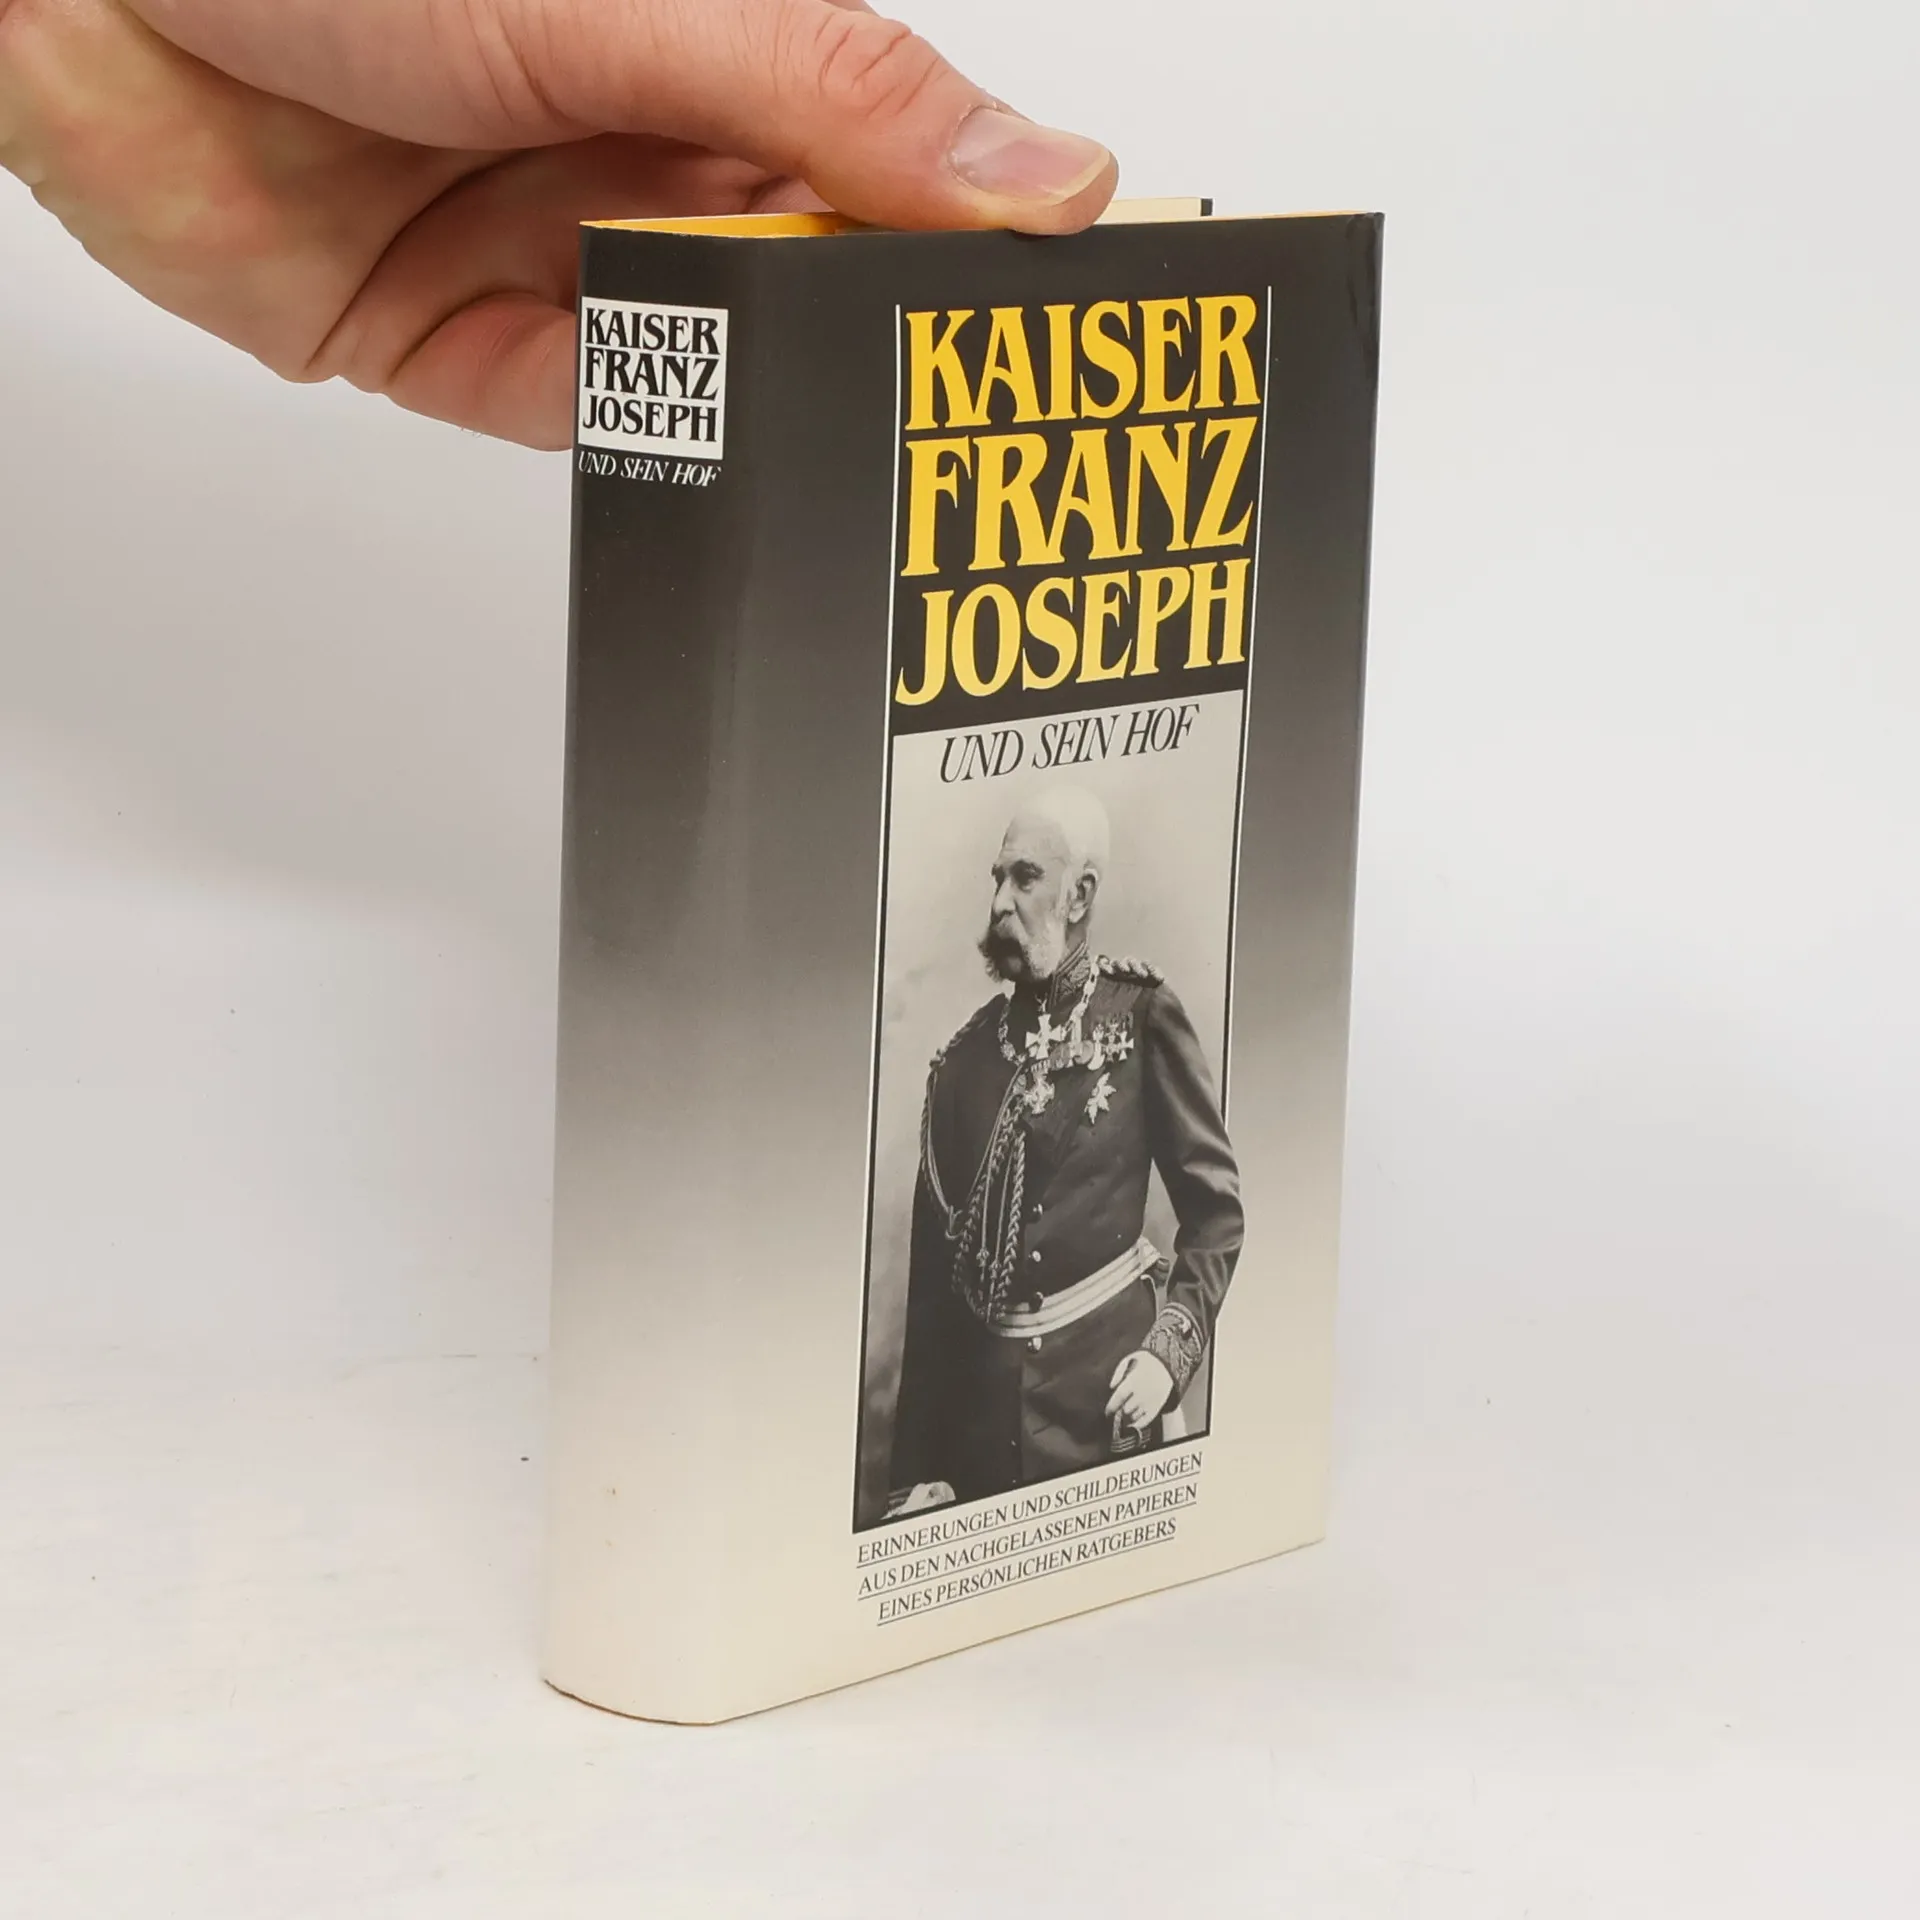 KAISER
FRANZ
JOSEPH
UND SEIN HOF
KAISER
FRANZ
JOSEPH
UND SEIN HOF
ERINNERUNGEN UND SCHILDERUNGEN
AUS DEN NACHGELASSENEN PAPIEREN
EINES PERSÖNLICHEN RATGEBERS